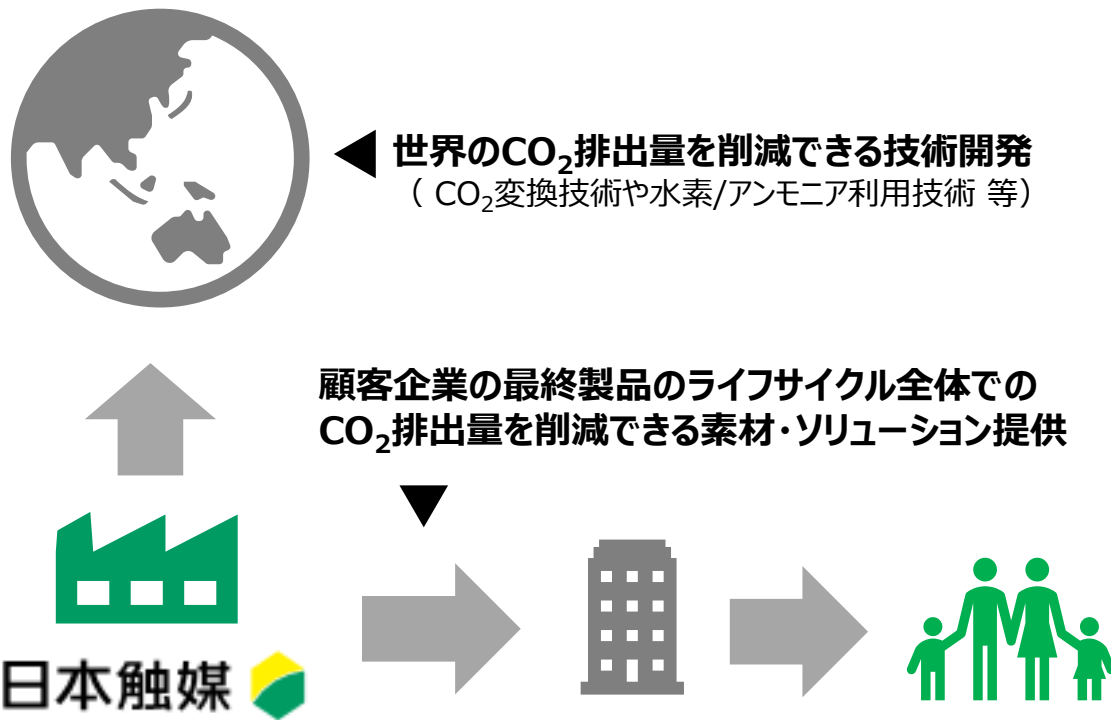 世界のCO₂排出量を削減できる技術開発
（ CO₂変換技術や水素/アンモニア利用技術 等）
顧客企業の最終製品のライフサイクル全体での
CO₂排出量を削減できる素材・ソリューション提供
日本触媒